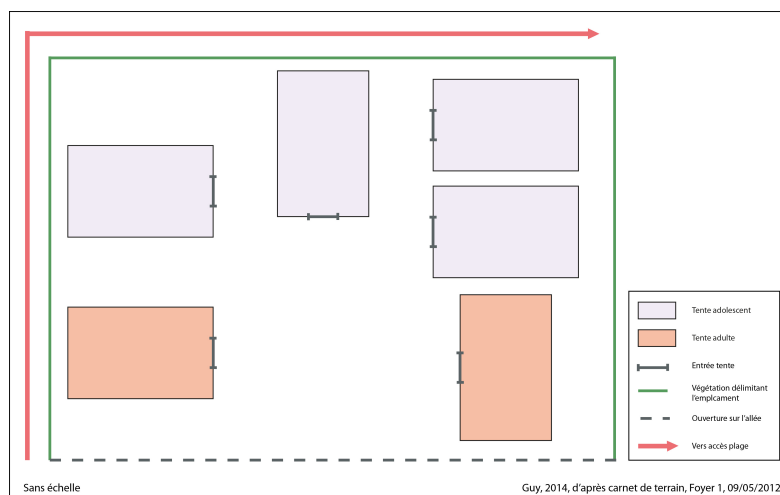 Tente adolescent
Tente adulte
Entrée tente
Végétation délimitant
l'emplcament
Ouverture sur l'allée
Vers accès plage
Sans échelle
Guy, 2014, d'après carnet de terrain, Foyer 1, 09/05/2012